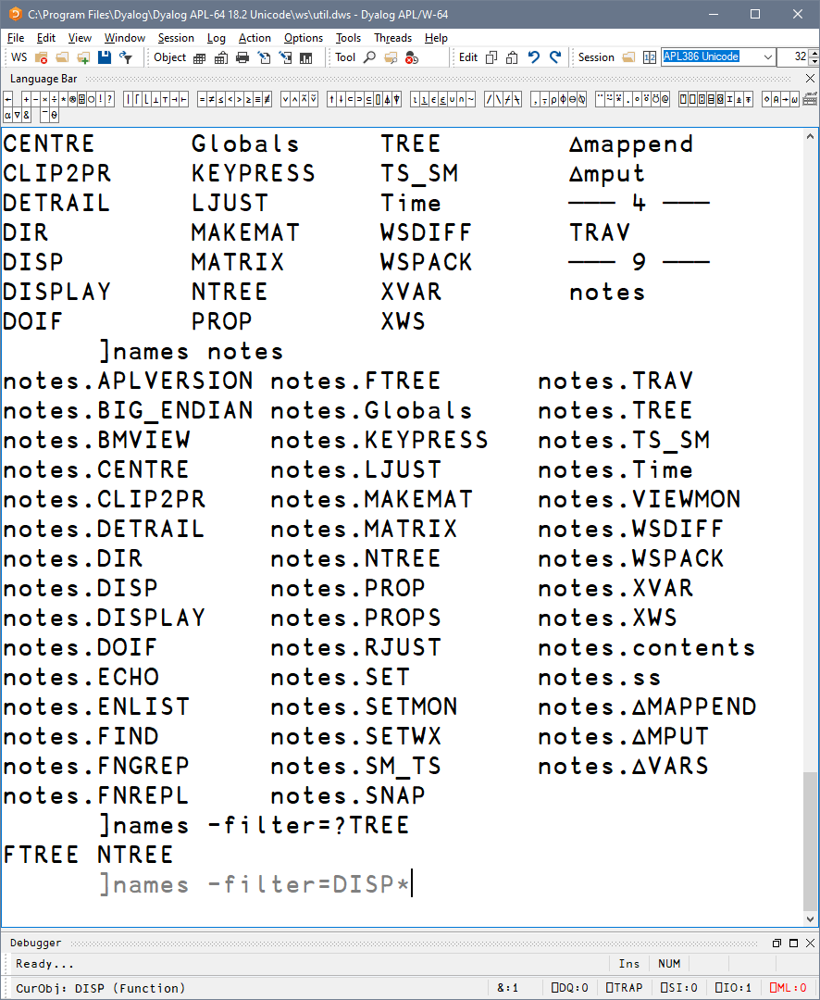 C:\Program Files\Dyalog\Dyalog APL-64 18.2 Unicode\ws\util.dws - Dyalog APL/W-64
File Edit View Window Session Log Action Options Tools Threads Help
WS Object Tool Edit Session APL386 Unicode 32
Language Bar
CENTRE Globals TREE ∆mappend
CLIP2PR KEYPRESS TS_SM ∆mput
DETRAIL LJUST Time ——— 4 ———
DIR MAKEMAT WSDIFF TRAV
DISP MATRIX WSPACK ——— 9 ———
DISPLAY NTREE XVAR notes
DOIF PROP XWS
]names notes
notes.APLVERSION notes.FTREE notes.TRAV
notes.BIG_ENDIAN notes.Globals notes.TREE
notes.BMVIEW notes.KEYPRESS notes.TS_SM
notes.CENTRE notes.LJUST notes.Time
notes.CLIP2PR notes.MAKEMAT notes.VIEWMON
notes.DETRAIL notes.MATRIX notes.WSDIFF
notes.DIR notes.NTREE notes.WSPACK
notes.DISP notes.PROP notes.XVAR
notes.DISPLAY notes.PROPS notes.XWS
notes.DOIF notes.RJUST notes.contents
notes.ECHO notes.SET notes.ss
notes.ENLIST notes.SETMON notes.∆MAPPEND
notes.FIND notes.SETWX notes.∆MPUT
notes.FNGREP notes.SM_TS notes.∆VARS
notes.FNREPL notes.SNAP
]names -filter=?TREE
FTREE NTREE
]names -filter=DISP*
Debugger
Ready... Ins NUM
CurObj: DISP (Function) &:1 ⎕DQ:0 ⎕TRAP ⎕SI:0 ⎕IO:1 ⎕ML:0